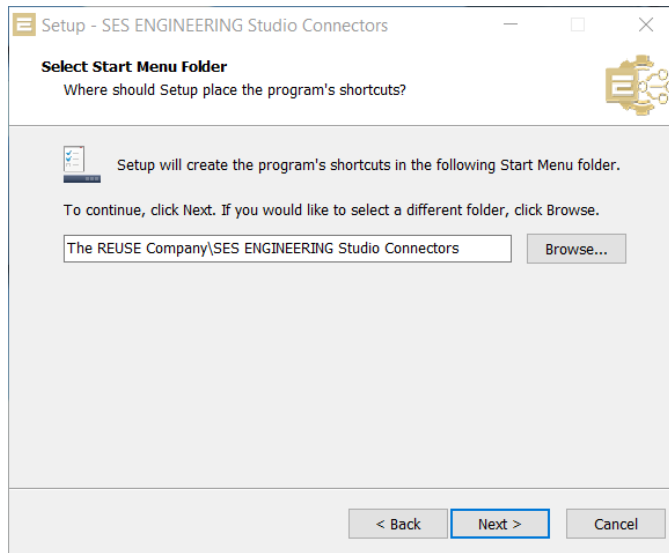 Setup - SES ENGINEERING Studio Connectors
Select Start Menu Folder
Where should Setup place the program's shortcuts?
Setup will create the program's shortcuts in the following Start Menu folder.
To continue, click Next. If you would like to select a different folder, click Browse.
The REUSE Company\SES ENGINEERING Studio Connectors
Browse...
< Back
Next >
Cancel